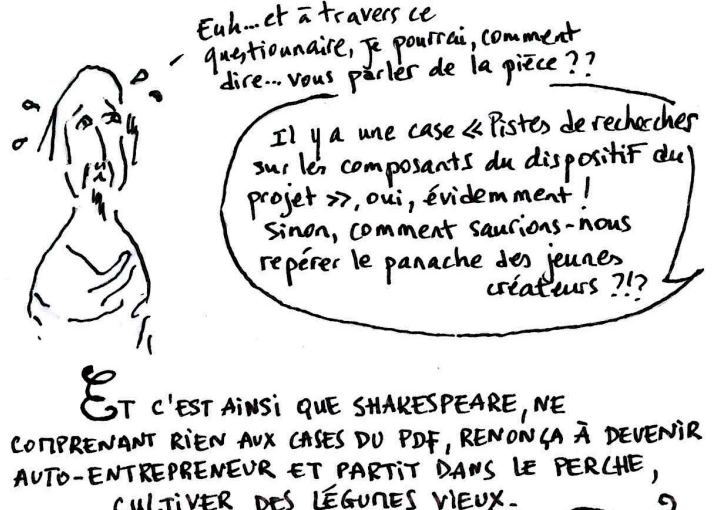 Euh... et à travers ce
questionnaire, je pourrai, comment
dire... vous parler de la pièce ??
Il y a une case « Pistes de recherches
sur les composants du dispositif du
projet », oui, évidemment !
Sinon, comment saurions-nous
repérer le panache des jeunes
créateurs ?!?
ET C'EST AINSI QUE SHAKESPEARE, NE
COMPRENANT RIEN AUX CASES DU PDF, RENONÇA À DEVENIR
AUTO-ENTREPRENEUR ET PARTIT DANS LE PERCHE,
CULTIVER DES LÉGUMES VIEUX.